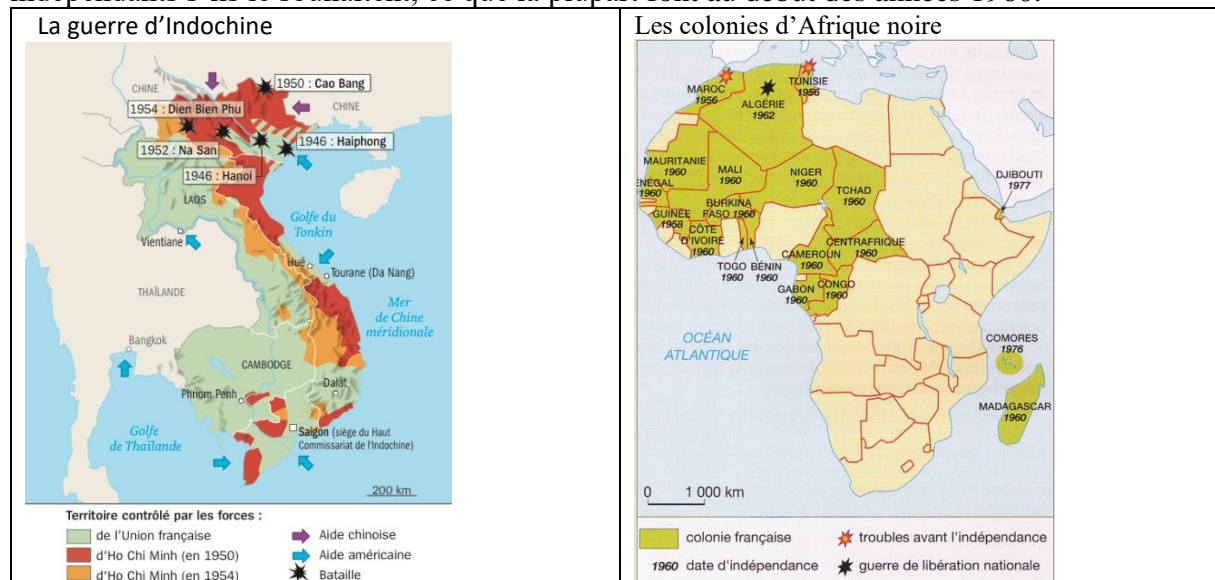 La guerre d'Indochine
1950 : Cao Bang
CHINE
CHINE
1954 : Dien Bien Phu
1946 : Haiphong
1952 : Na San
1946 : Hanoi
LAOS
Golfe du
Tonkin
Vientiane
Hué
Tourane (Da Nang)
THAÏLANDE
Mer
de Chine
méridionale
Bangkok
CAMBODGE
Dalat
Phnom Penh
Golfe
de Thaïlande
Saigon (siège du Haut
Commissariat de l'Indochine)
200 km
Territoire contrôlé par les forces :
de l'Union française
d'Ho Chi Minh (en 1950)
d'Ho Chi Minh (en 1954)
Aide chinoise
Aide américaine
Bataille
Les colonies d'Afrique noire
MAROC
1956
TUNISIE
1956
ALGÉRIE
1962
MAURITANIE
1960
MALI
1960
NIGER
1960
TCHAD
1960
DJIBOUTI
1977
ÉNÉGAL
1960
GUINÉE
1958
BURKINA
FASO 1960
CÔTE
D'IVOIRE
1960
TOGO
1960
BÉNIN
1960
CAMEROUN
1960
CENTRAFRIQUE
1960
GABON
1960
CONGO
1960
OCÉAN
ATLANTIQUE
COMORES
1976
MADAGASCAR
1960
0 1 000 km
colonie française
troubles avant l'indépendance
1960 date d'indépendance
guerre de libération nationale